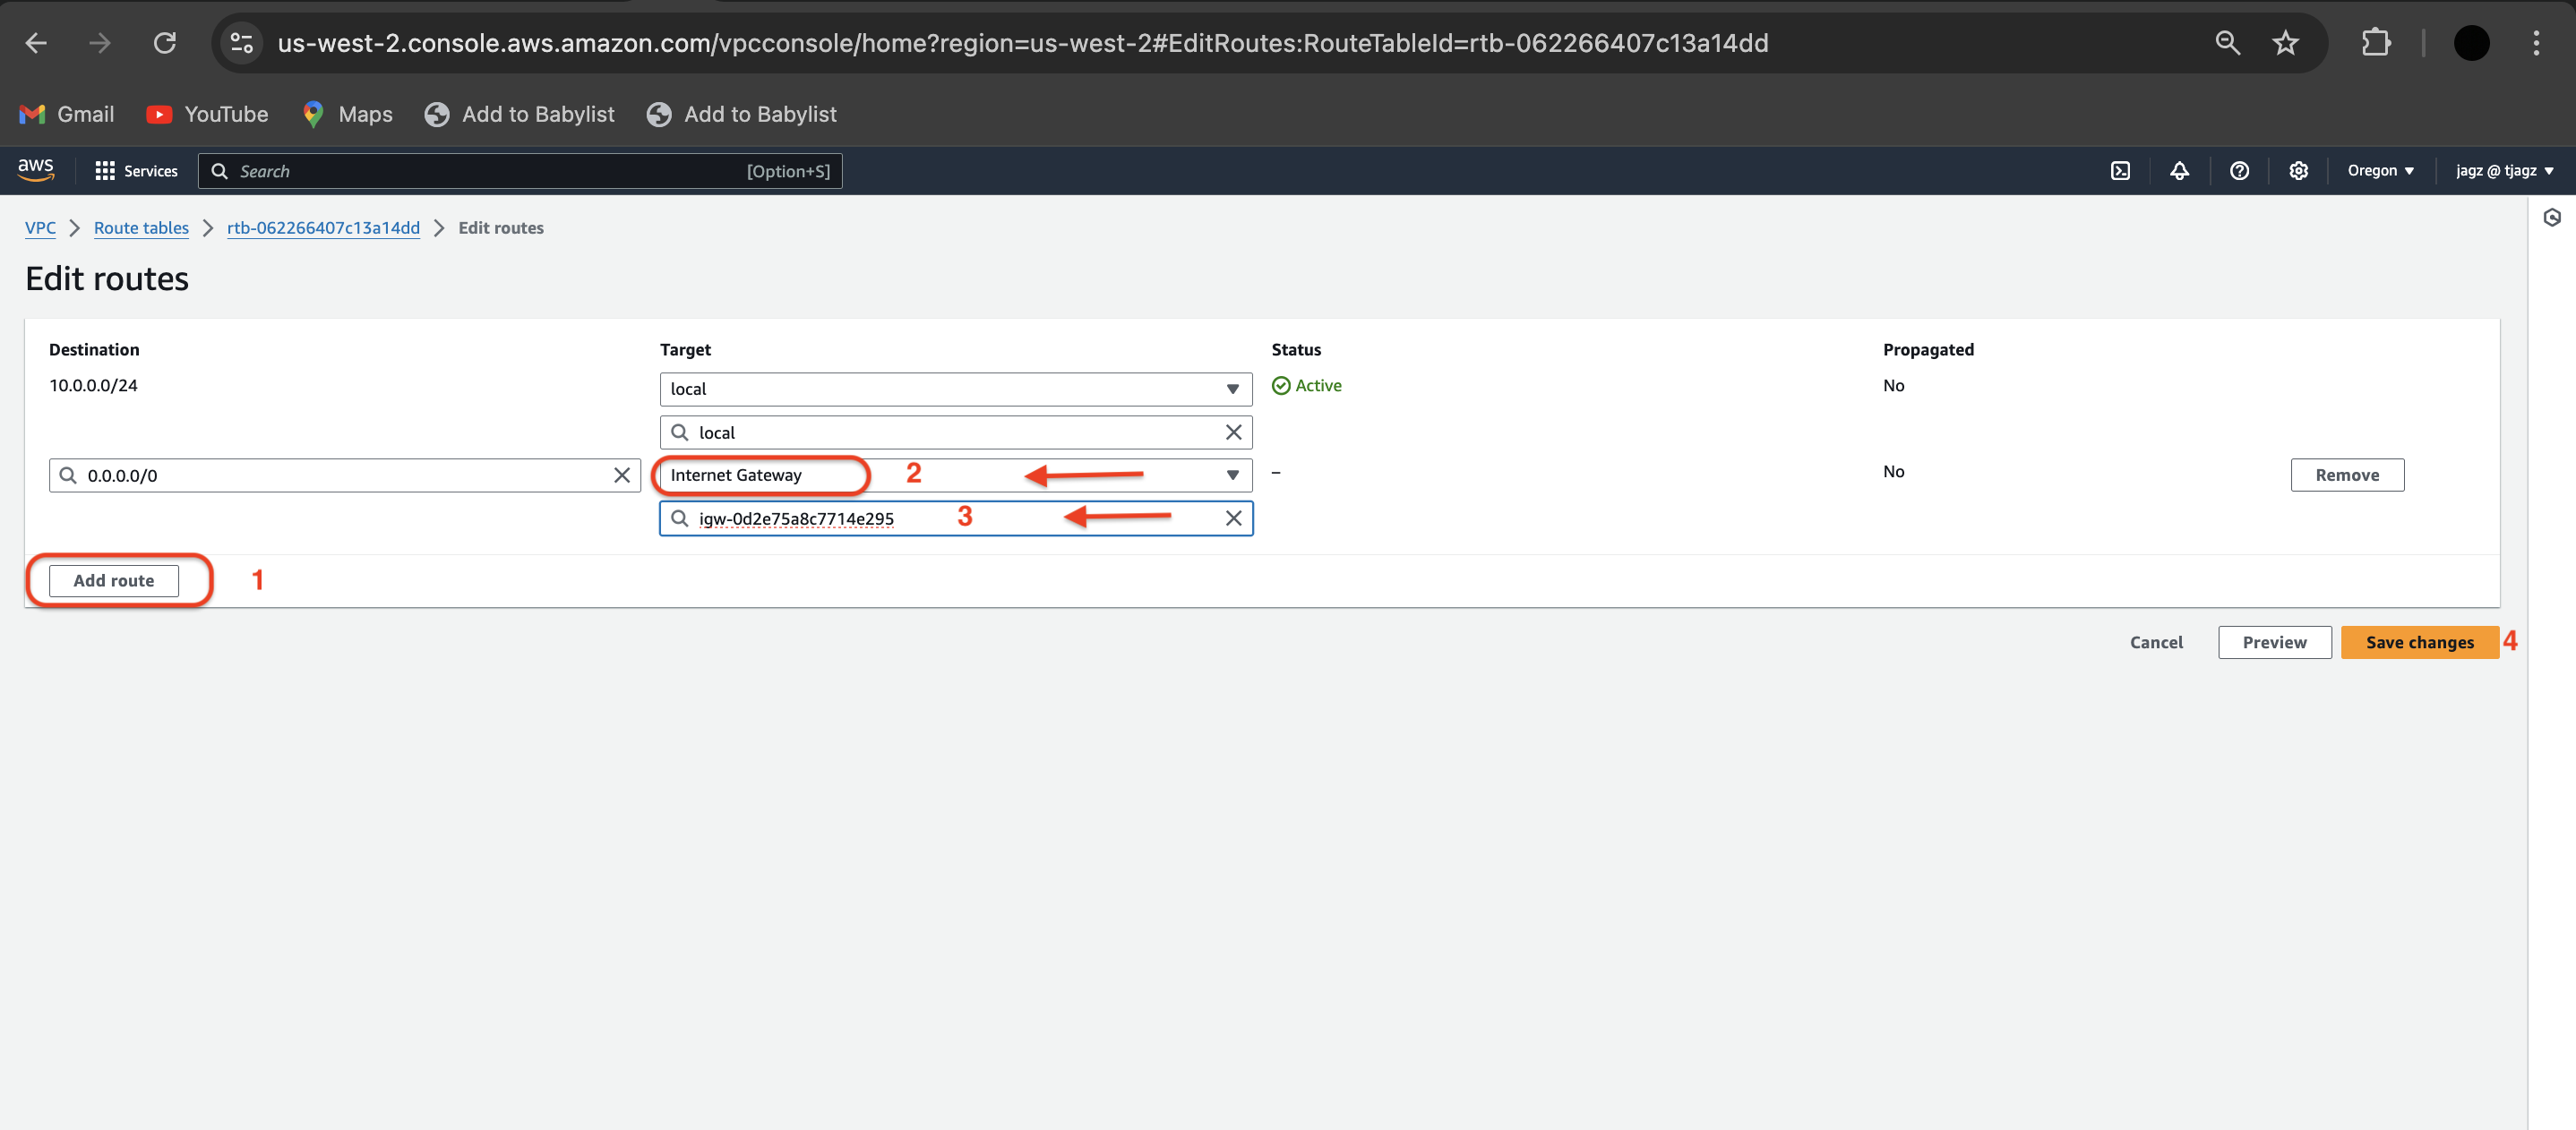 us-west-2.console.aws.amazon.com/vpcconsole/home?region=us-west-2#EditRoutes:RouteTableId=rtb-062266407c13a14dd
Gmail YouTube Maps Add to Babylist Add to Babylist
aws Services Search [Option+S] Oregon jagz @ tjagz
VPC Route tables rtb-062266407c13a14dd Edit routes
Edit routes
Destination Target Status Propagated
10.0.0.0/24 local Active No
local
0.0.0.0/0 Internet Gateway 2 – No Remove
igw-0d2e75a8c7714e295 3
Add route 1
Cancel Preview Save changes 4